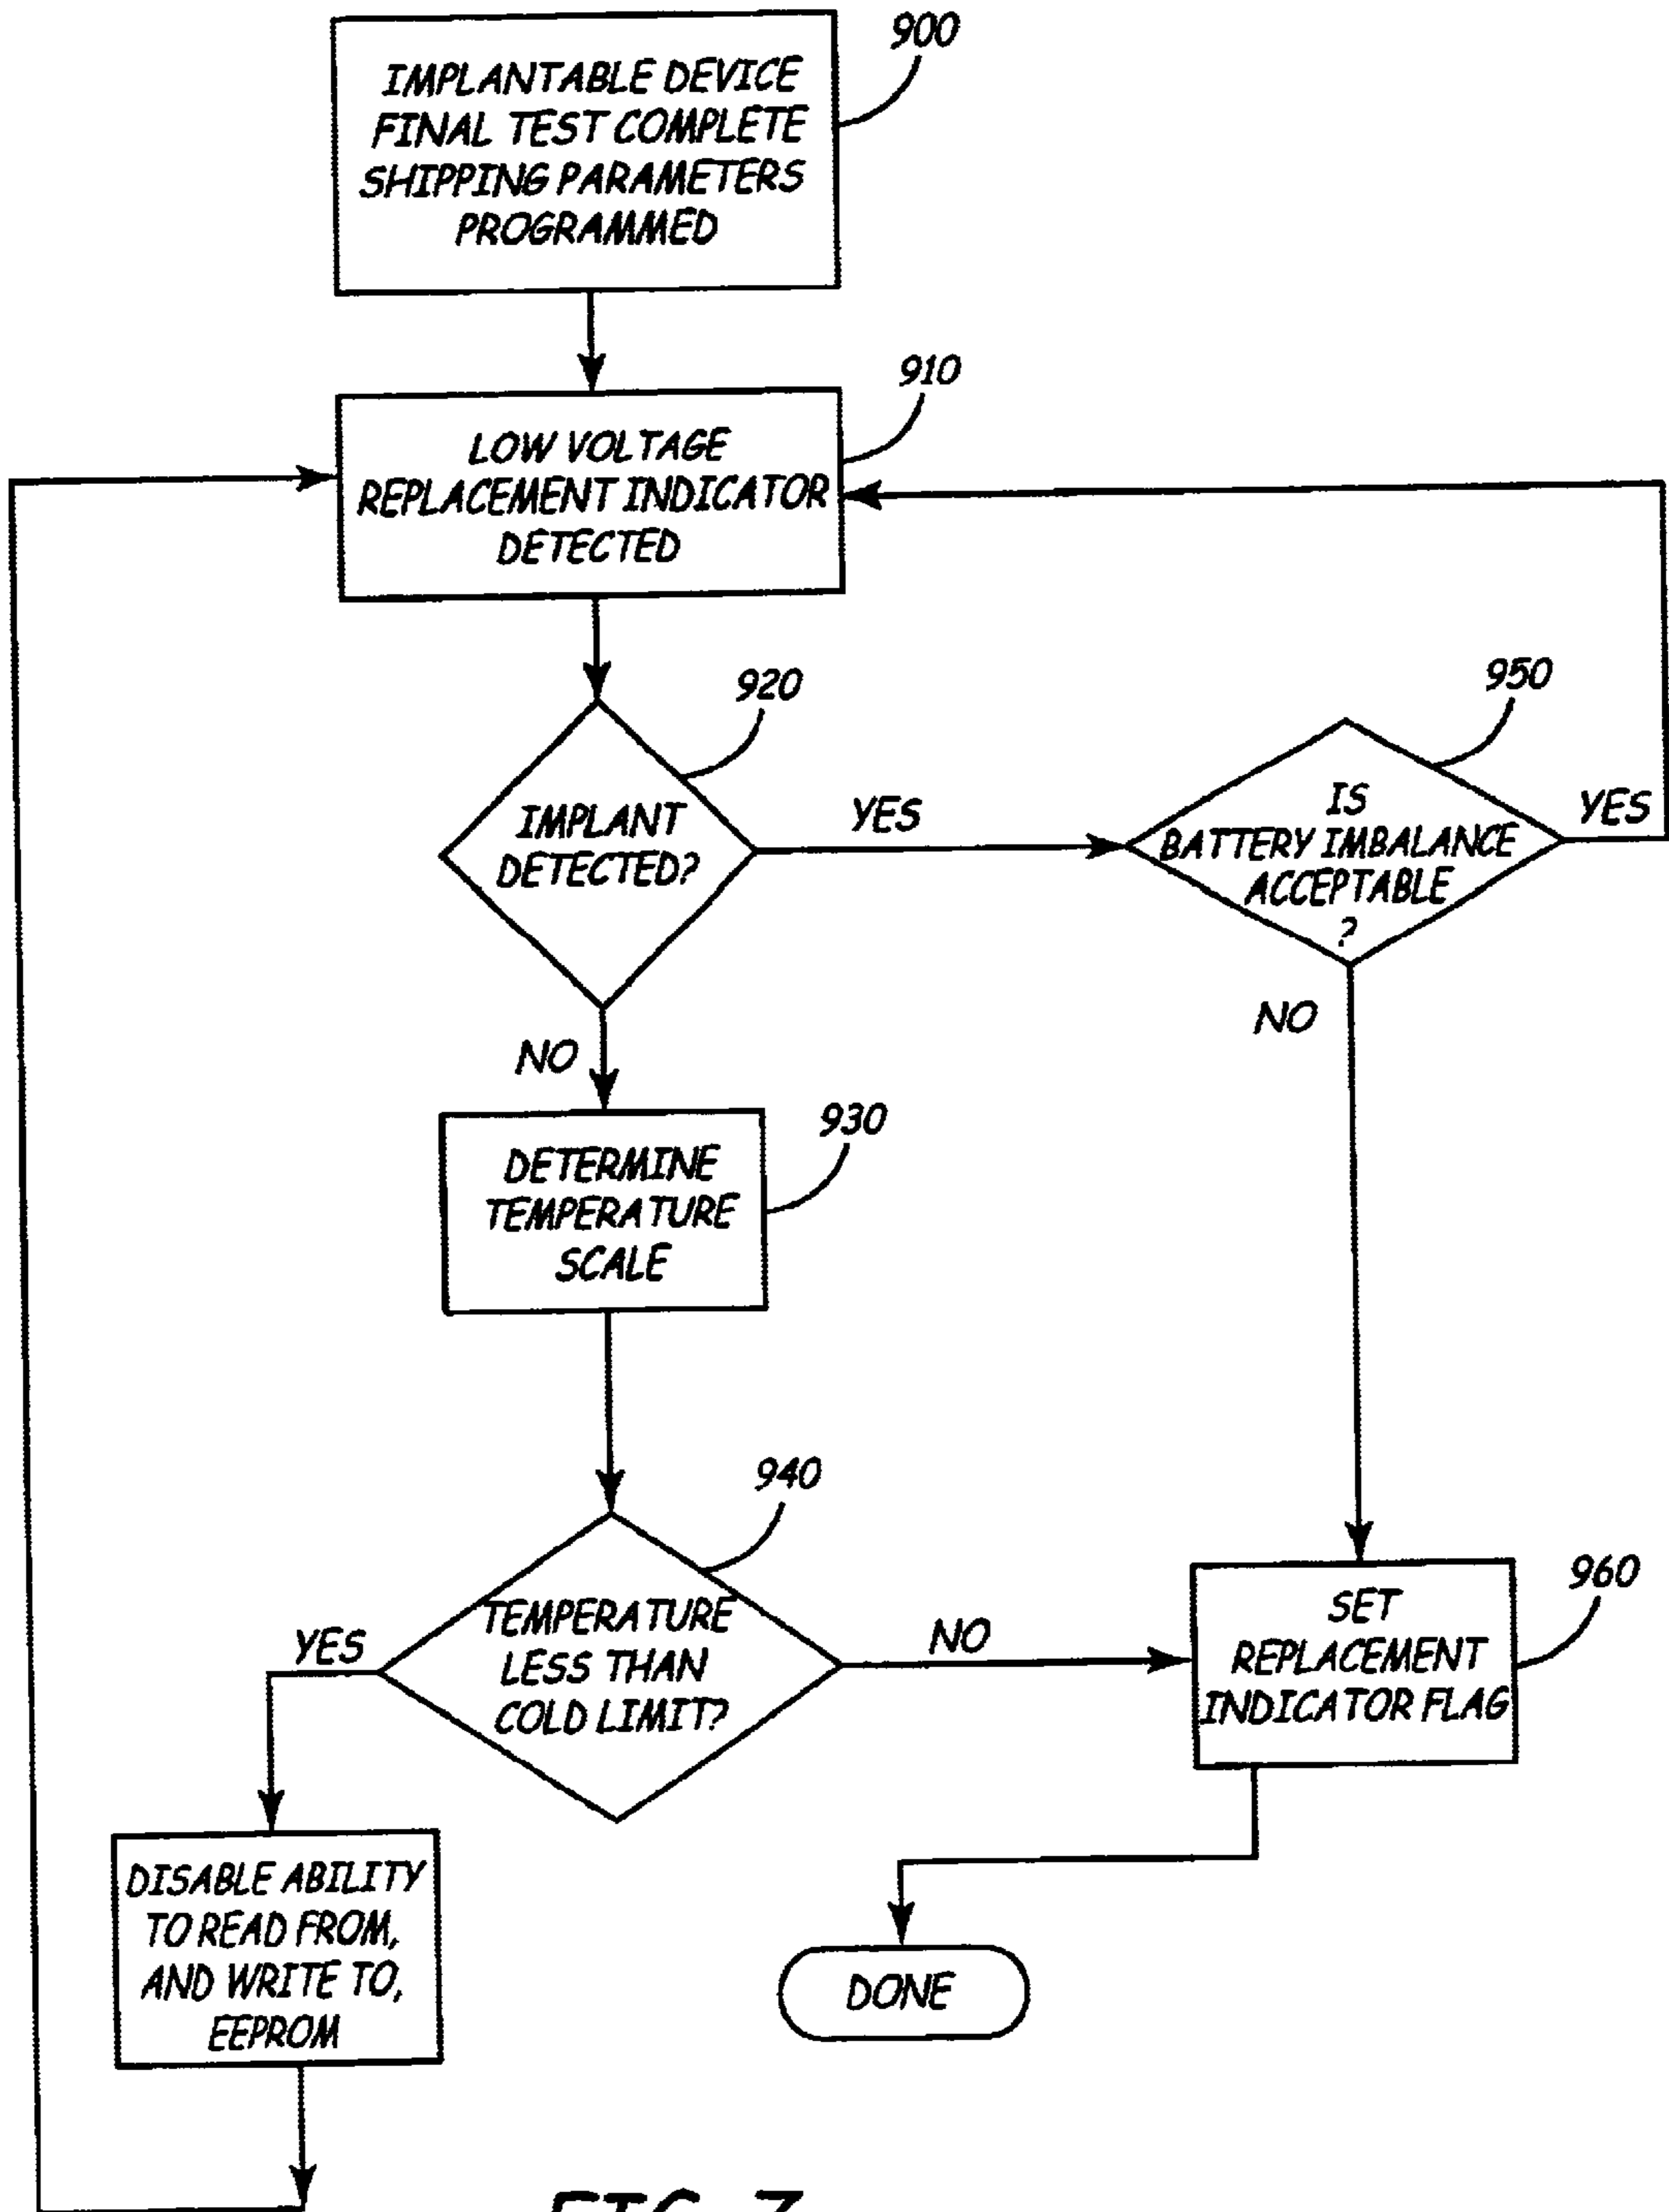 900
IMPLANTABLE DEVICE
FINAL TEST COMPLETE
SHIPPING PARAMETERS
PROGRAMMED
910
LOW VOLTAGE
REPLACEMENT INDICATOR
DETECTED
920
IMPLANT
DETECTED?
YES
950
IS
BATTERY IMBALANCE
ACCEPTABLE
?
YES
NO
NO
930
DETERMINE
TEMPERATURE
SCALE
940
TEMPERATURE
LESS THAN
COLD LIMIT?
YES
NO
960
SET
REPLACEMENT
INDICATOR FLAG
DISABLE ABILITY
TO READ FROM,
AND WRITE TO,
EEPROM
DONE